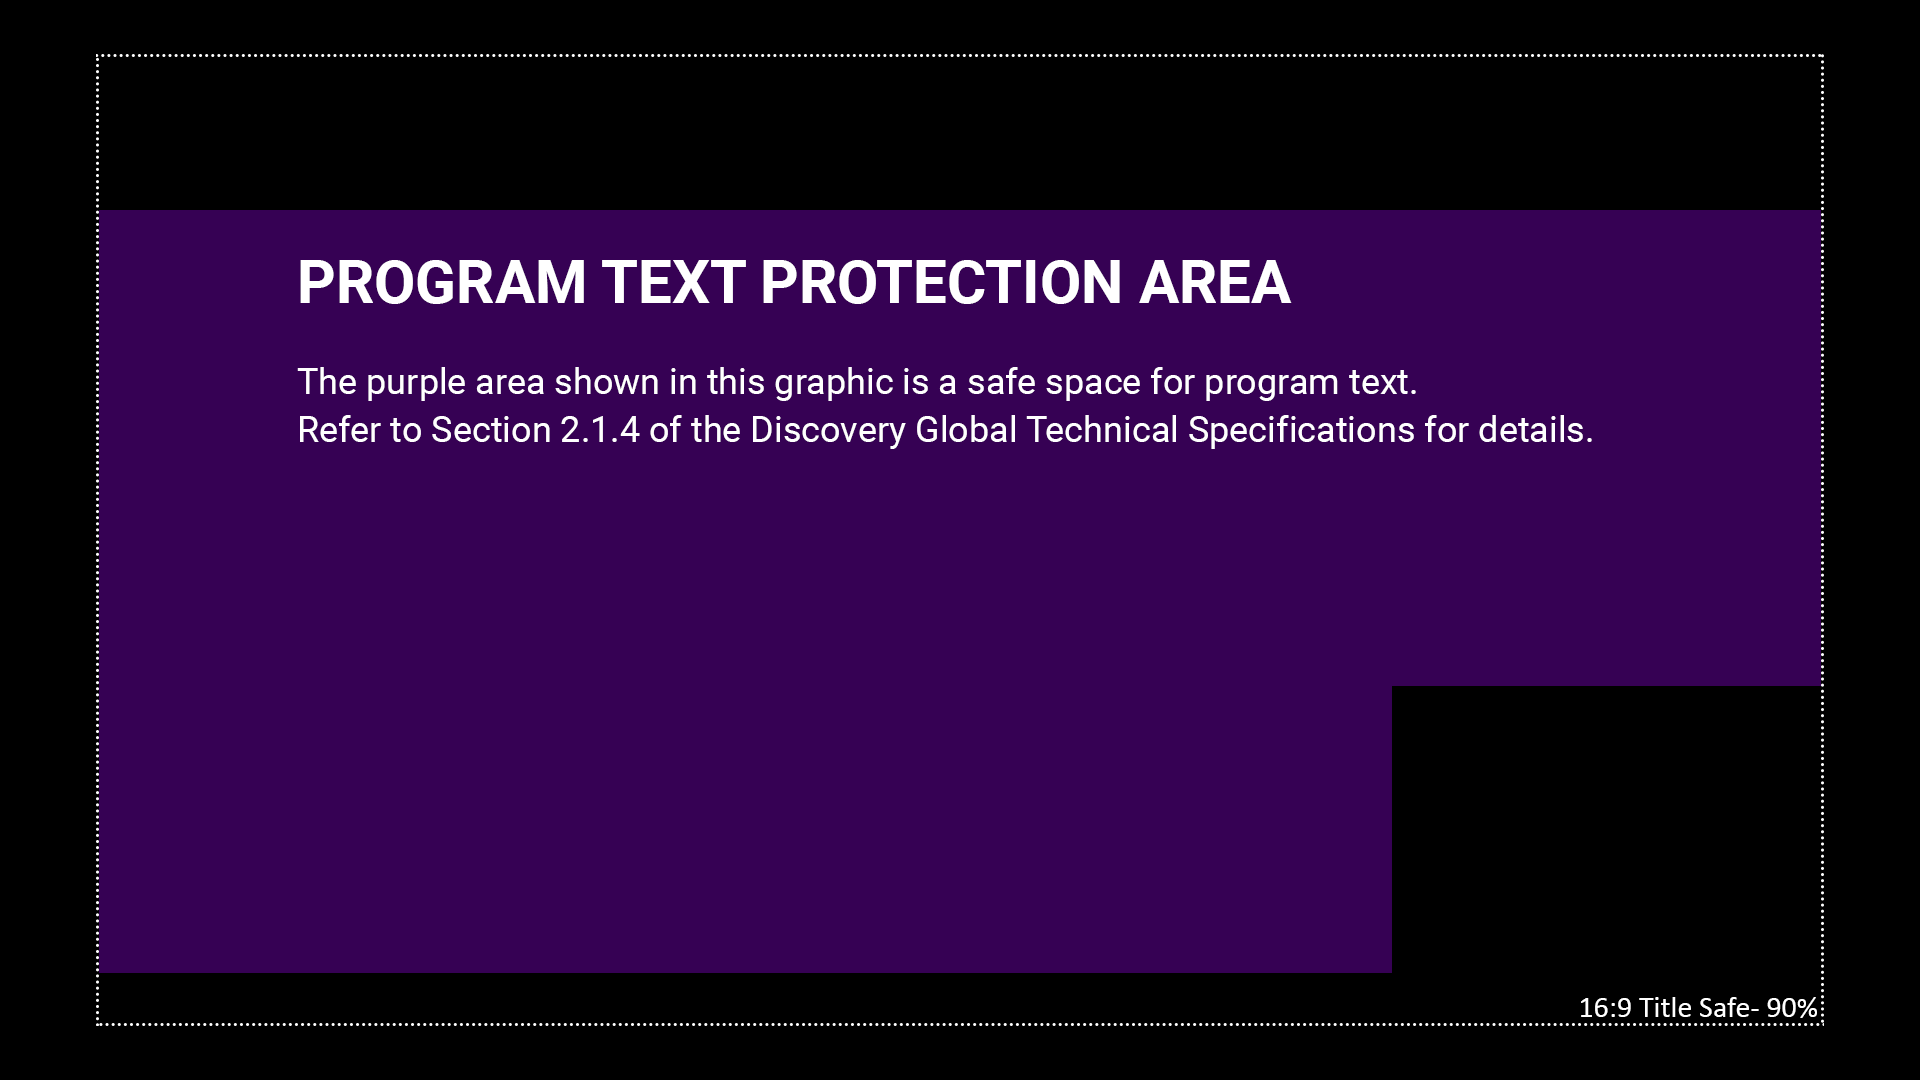 PROGRAM TEXT PROTECTION AREA
The purple area shown in this graphic is a safe space for program text.
Refer to Section 2.1.4 of the Discovery Global Technical Specifications for details.
16:9 Title Safe- 90%